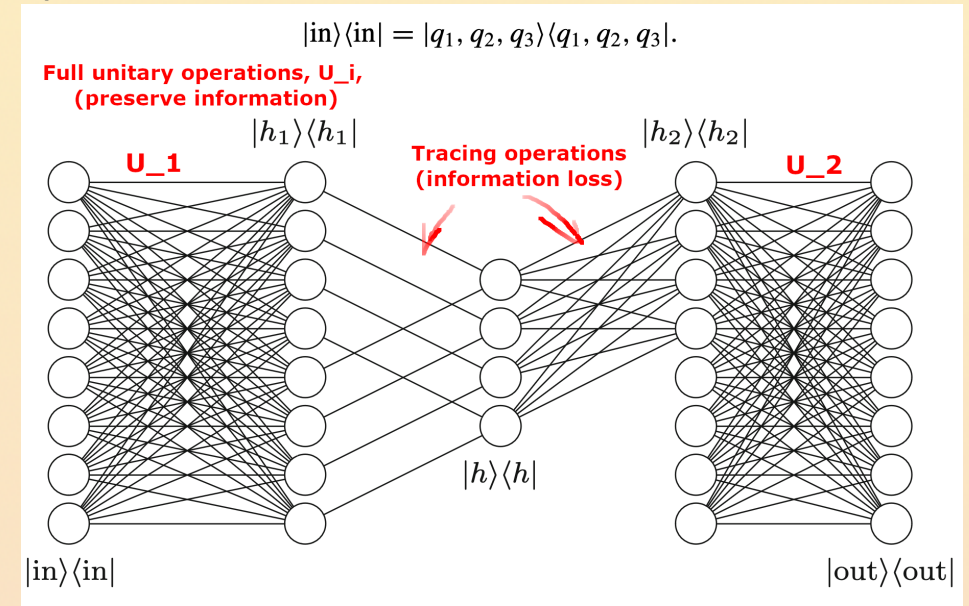 |in⟩⟨in| = |q₁, q₂, q₃⟩⟨q₁, q₂, q₃|.
Full unitary operations, U_i,
(preserve information)
|h₁⟩⟨h₁|
|h₂⟩⟨h₂|
U_1
Tracing operations
(information loss)
U_2
|h⟩⟨h|
|in⟩⟨in|
|out⟩⟨out|